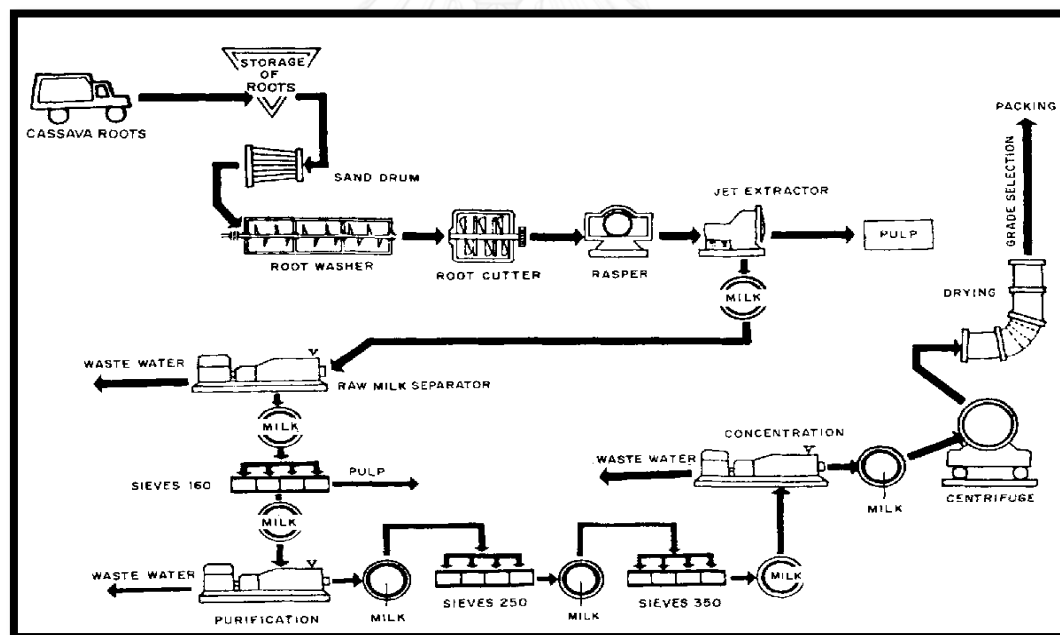 STORAGE
OF
ROOTS
CASSAVA ROOTS
PACKING
GRADE SELECTION
SAND DRUM
JET EXTRACTOR
PULP
ROOT WASHER
ROOT CUTTER
RASPER
DRYING
MILK
WASTE WATER
RAW MILK SEPARATOR
MILK
CONCENTRATION
WASTE WATER
SIEVES 160
PULP
MILK
CENTRIFUGE
MILK
WASTE WATER
MILK
PURIFICATION
MILK
SIEVES 250
MILK
SIEVES 350